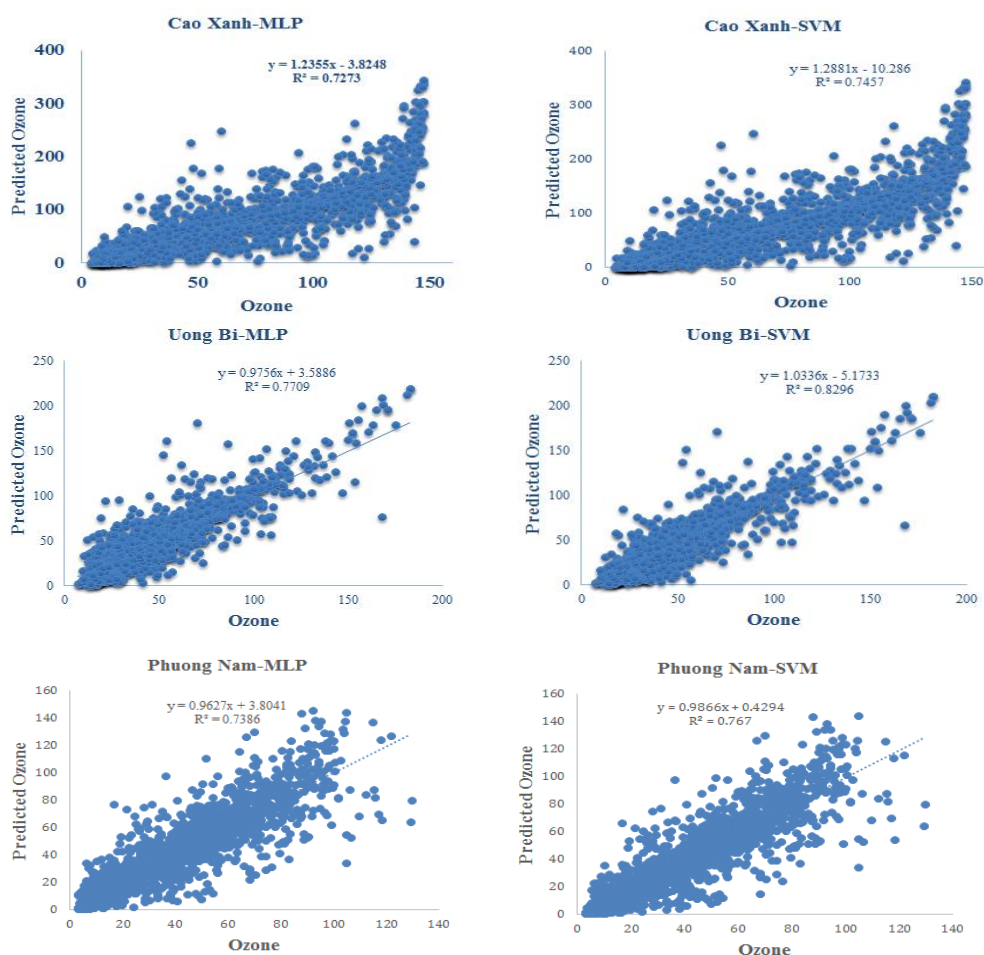 Cao Xanh-MLP
400
300
200
100
0
0
50
100
150
Predicted Ozone
Ozone
y = 1.2355x - 3.8248
R² = 0.7273
Cao Xanh-SVM
400
300
200
100
0
0
50
100
150
Predicted Ozone
Ozone
y = 1.2881x - 10.286
R² = 0.7457
Uong Bi-MLP
250
200
150
100
50
0
0
50
100
150
200
Predicted Ozone
Ozone
y = 0.9756x + 3.5886
R² = 0.7709
Uong Bi-SVM
250
200
150
100
50
0
0
50
100
150
200
Predicted Ozone
Ozone
y = 1.0336x - 5.1733
R² = 0.8296
Phuong Nam-MLP
160
140
120
100
80
60
40
20
0
0
20
40
60
80
100
120
140
Predicted Ozone
Ozone
y = 0.9627x + 3.8041
R² = 0.7386
Phuong Nam-SVM
160
140
120
100
80
60
40
20
0
0
20
40
60
80
100
120
140
Predicted Ozone
Ozone
y = 0.9866x + 0.4294
R² = 0.767